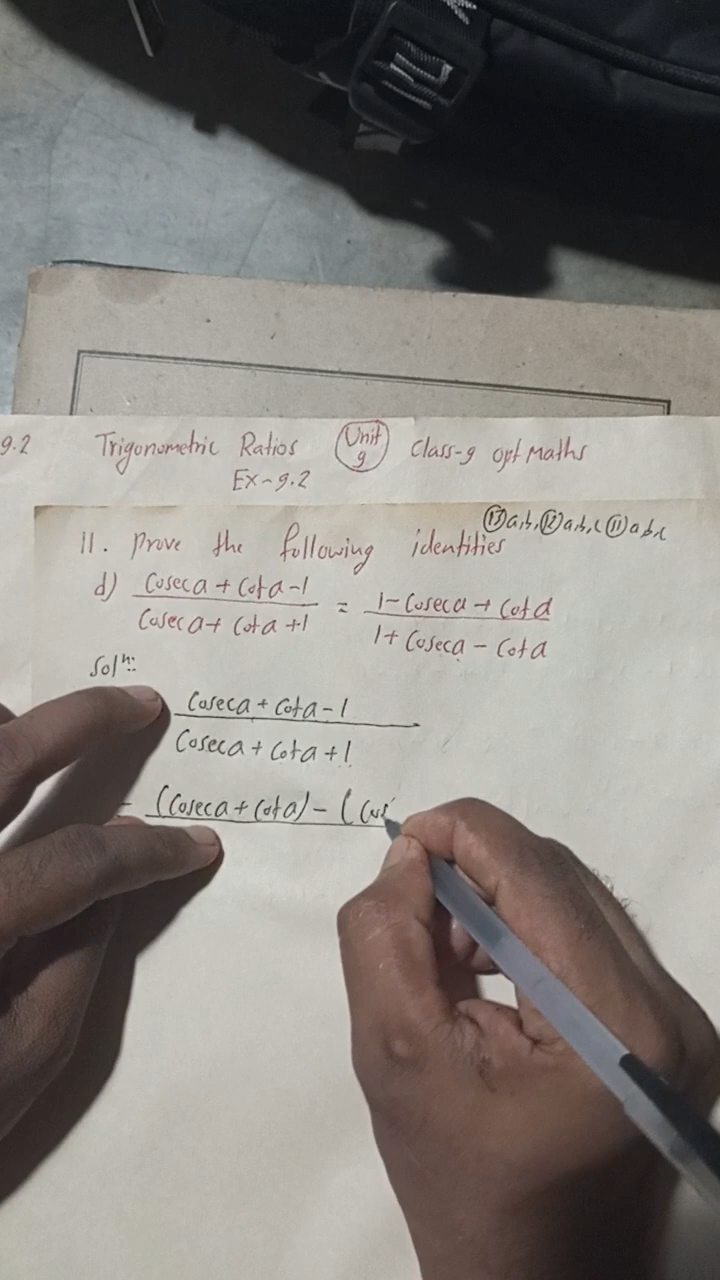 9.2 Trigonometric Ratios Unit 9 Class-9 opt Maths
Ex-9.2
(13)a,b,(12)a,b,c(11)a,b,c
11. Prove the following identities
d) Coseca + Cota-1 / Coseca + Cota +1 = 1-Coseca + Cota / 1+ Coseca - Cota
Solⁿ:
Coseca + Cota-1
Coseca + Cota +1
= (Coseca + Cota) - (Cos